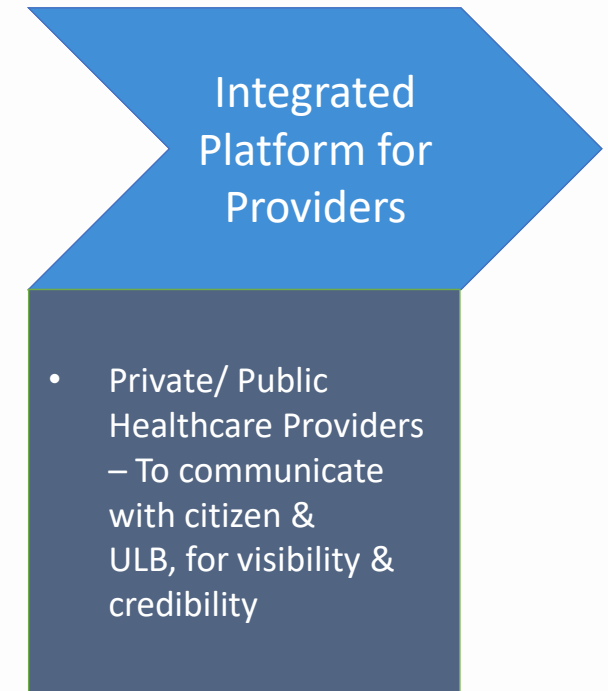 Integrated
Platform for
Providers
• Private/ Public
Healthcare Providers
– To communicate
with citizen &
ULB, for visibility &
credibility